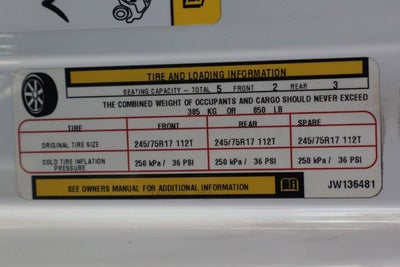 TIRE AND LOADING INFORMATION
SEATING CAPACITY - TOTAL 5 FRONT 2 REAR 3
THE COMBINED WEIGHT OF OCCUPANTS AND CARGO SHOULD NEVER EXCEED
385 KG OR 850 LB
TIRE FRONT REAR SPARE
ORIGINAL TIRE SIZE 245/75R17 112T 245/75R17 112T 245/75R17 112T
COLD TIRE INFLATION PRESSURE 250 kPa / 36 PSI 250 kPa / 36 PSI 250 kPa / 36 PSI
SEE OWNERS MANUAL FOR ADDITIONAL INFORMATION JW136481